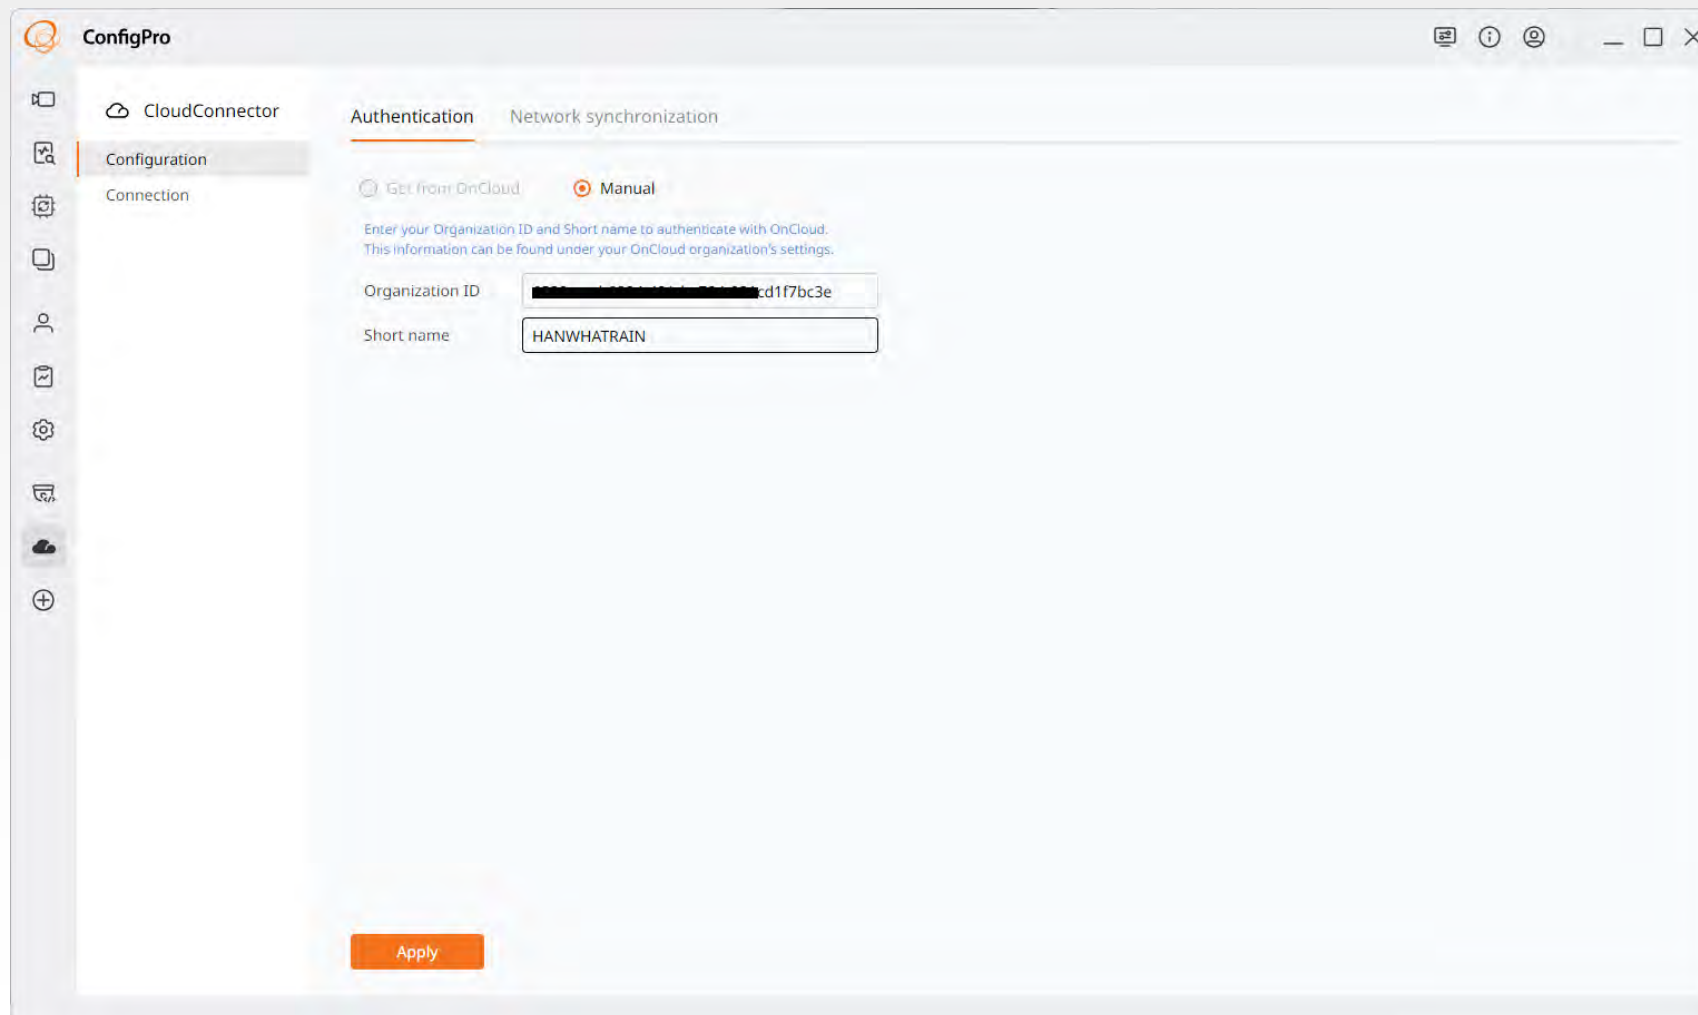 ConfigPro
CloudConnector
Configuration
Connection
Authentication Network synchronization
Get from OnCloud Manual
Enter your Organization ID and Short name to authenticate with OnCloud.
This information can be found under your OnCloud organization's settings.
Organization ID cd1f7bc3e
Short name HANWHATRAIN
Apply